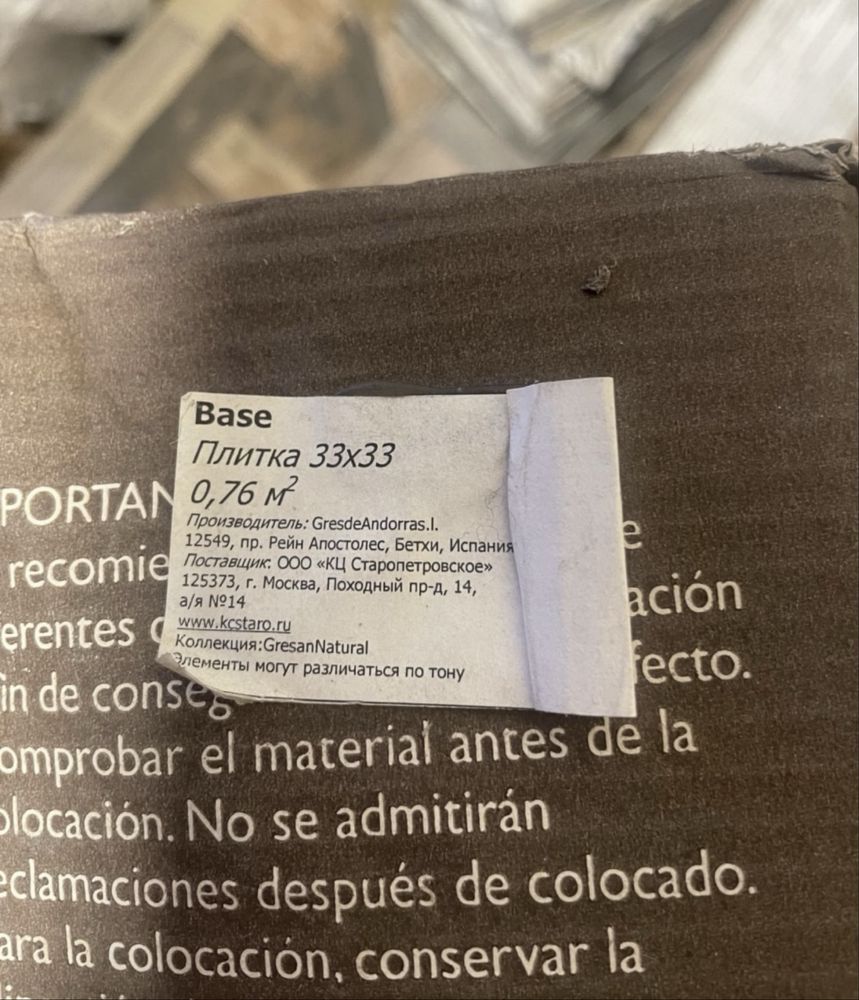 Base
Плитка 33x33
0,76 м²
Производитель: GresdeAndorras.l.
12549, пр. Рейн Апостолес, Бетхи, Испания
Поставщик: ООО «КЦ Старопетровское»
125373, г. Москва, Походный пр-д, 14,
а/я №14
www.kcstaro.ru
Коллекция:GresanNatural
Элементы могут различаться по тону
PORTAN
recomie e
erentes ación
in de conseg fecto.
omprobar el material antes de la
olocación. No se admitirán
eclamaciones después de colocado.
ara la colocación, conservar la